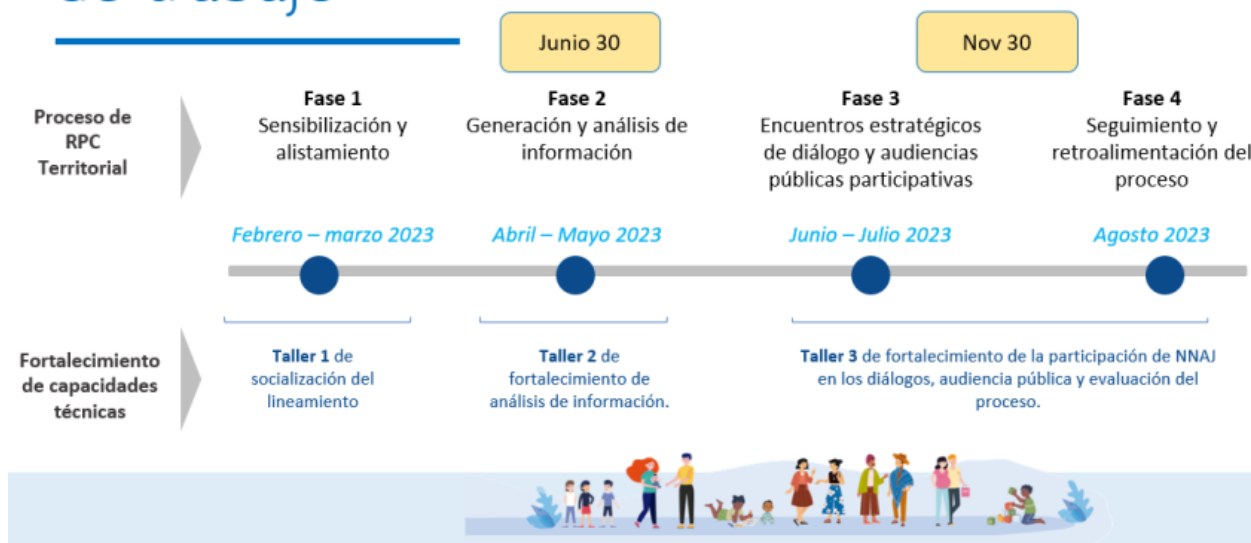 de trabajo
Junio 30
Nov 30
Proceso de
RPC
Territorial
Fase 1
Sensibilización y
alistamiento
Fase 2
Generación y análisis de
información
Fase 3
Encuentros estratégicos
de diálogo y audiencias
públicas participativas
Fase 4
Seguimiento y
retroalimentación del
proceso
Febrero – marzo 2023
Abril – Mayo 2023
Junio – Julio 2023
Agosto 2023
Fortalecimiento
de capacidades
técnicas
Taller 1 de
socialización del
lineamiento
Taller 2 de
fortalecimiento de
análisis de información.
Taller 3 de fortalecimiento de la participación de NNAJ
en los diálogos, audiencia pública y evaluación del
proceso.